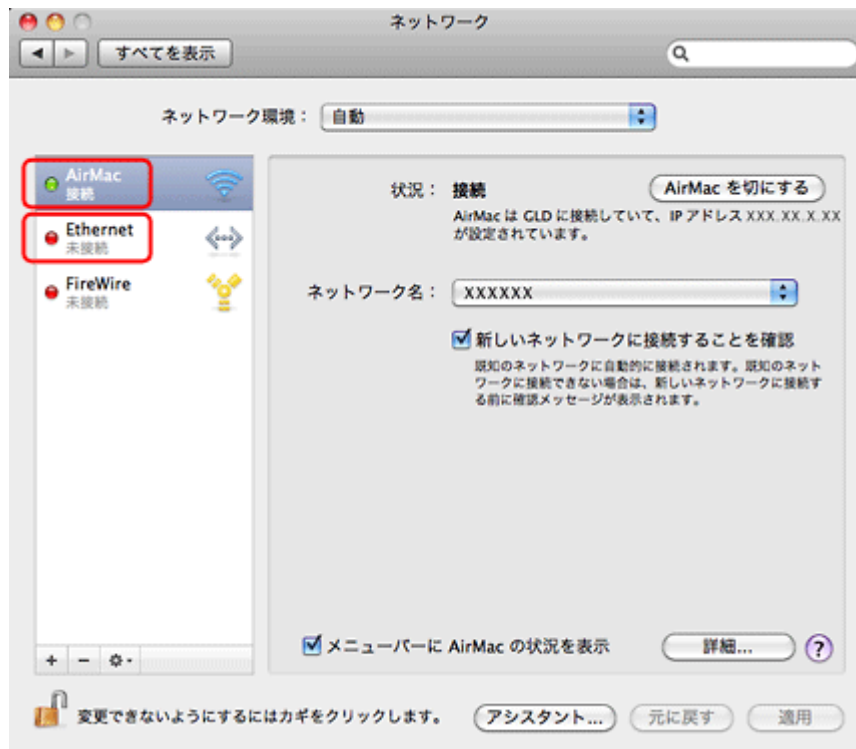 ネットワーク
すべてを表示
ネットワーク環境： 自動
AirMac
接続
Ethernet
未接続
FireWire
未接続
状況： 接続
AirMac を切にする
AirMac は GLD に接続していて、IP アドレス XXX.XX.X.XX
が設定されています。
ネットワーク名： XXXXXX
新しいネットワークに接続することを確認
既知のネットワークに自動的に接続されます。既知のネット
ワークに接続できない場合は、新しいネットワークに接続す
る前に確認メッセージが表示されます。
メニューバーに AirMac の状況を表示
詳細...
?
変更できないようにするにはカギをクリックします。
アシスタント...
元に戻す
適用